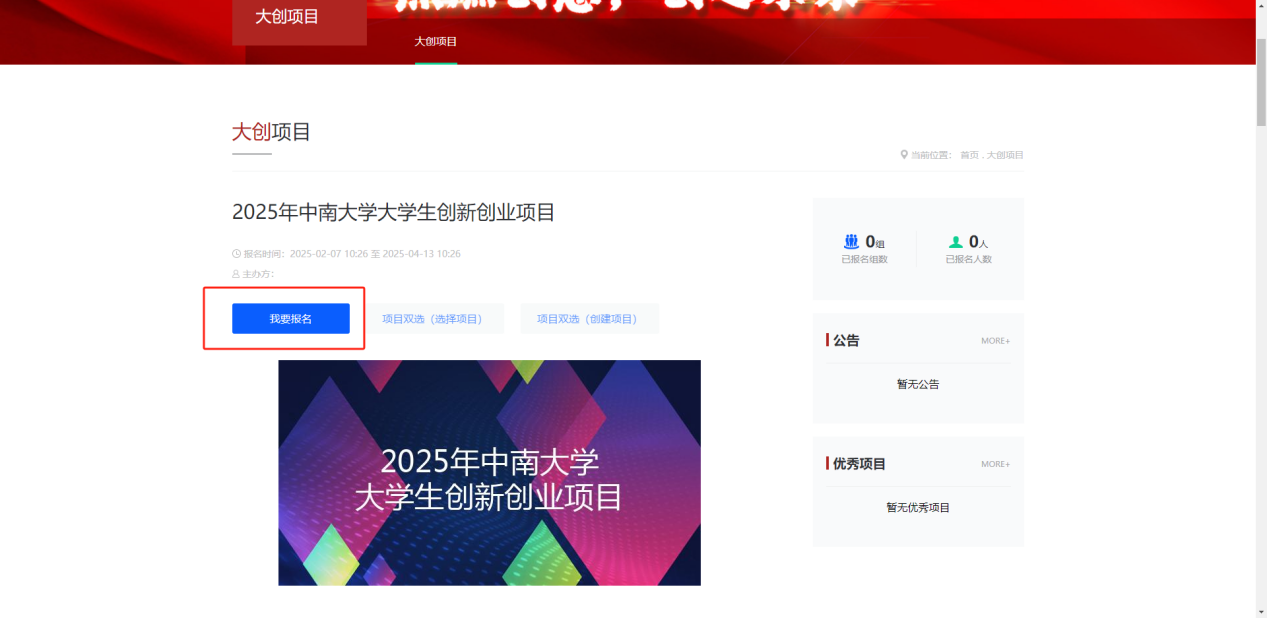 大创项目
大创项目
大创项目
当前位置： 首页 . 大创项目
2025年中南大学大学生创新创业项目
报名时间：2025-02-07 10:26 至 2025-04-13 10:26
主办方：
我要报名
项目双选（选择项目）
项目双选（创建项目）
2025年中南大学
大学生创新创业项目
0组
已报名组数
0人
已报名人数
公告
MORE+
暂无公告
优秀项目
MORE+
暂无优秀项目